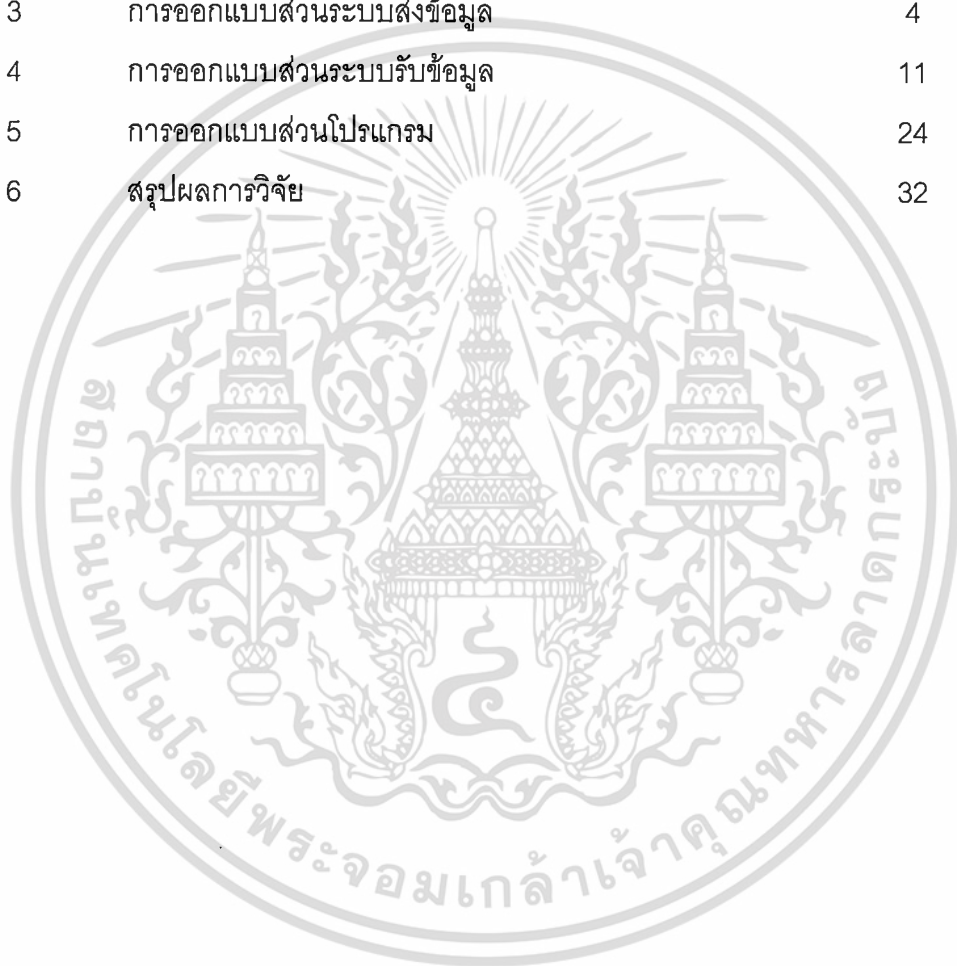 3 การออกแบบส่วนระบบส่งข้อมูล 4
4 การออกแบบส่วนระบบรับข้อมูล 11
5 การออกแบบส่วนโปรแกรม 24
6 สรุปผลการวิจัย 32
สถาบันเทคโนโลยีพระจอมเกล้าเจ้าคุณทหารลาดกระบัง
๔